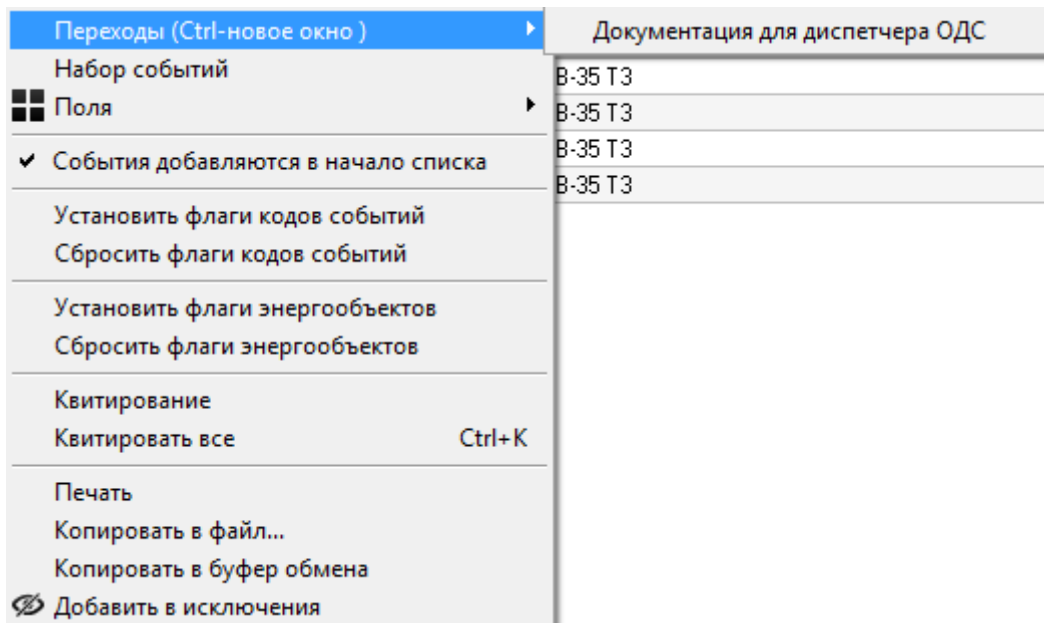 Переходы (Ctrl-новое окно )
Документация для диспетчера ОДС
Набор событий
В-35 Т3
Поля
В-35 Т3
События добавляются в начало списка
В-35 Т3
В-35 Т3
Установить флаги кодов событий
Сбросить флаги кодов событий
Установить флаги энергообъектов
Сбросить флаги энергообъектов
Квитирование
Квитировать все Ctrl+K
Печать
Копировать в файл...
Копировать в буфер обмена
Добавить в исключения